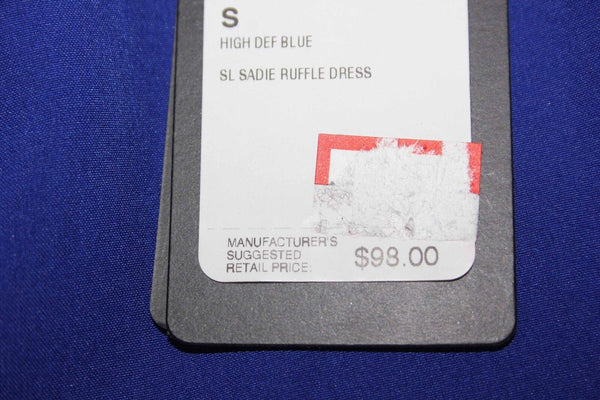 S
HIGH DEF BLUE
SL SADIE RUFFLE DRESS
MANUFACTURER'S
SUGGESTED
RETAIL PRICE:
$98.00